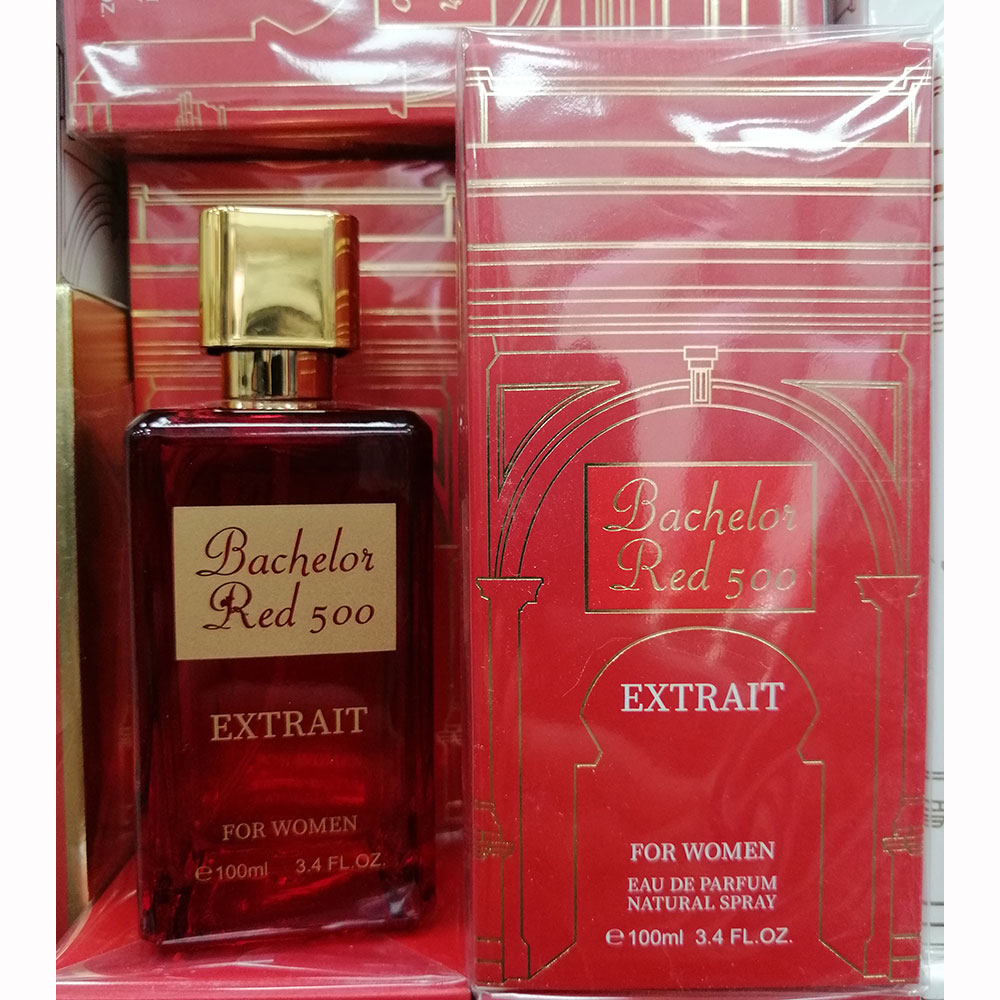 Bachelor
Red 500
EXTRAIT
FOR WOMEN
℮100ml 3.4 FL.OZ.
Bachelor
Red 500
EXTRAIT
FOR WOMEN
EAU DE PARFUM
NATURAL SPRAY
℮100ml 3.4 FL.OZ.